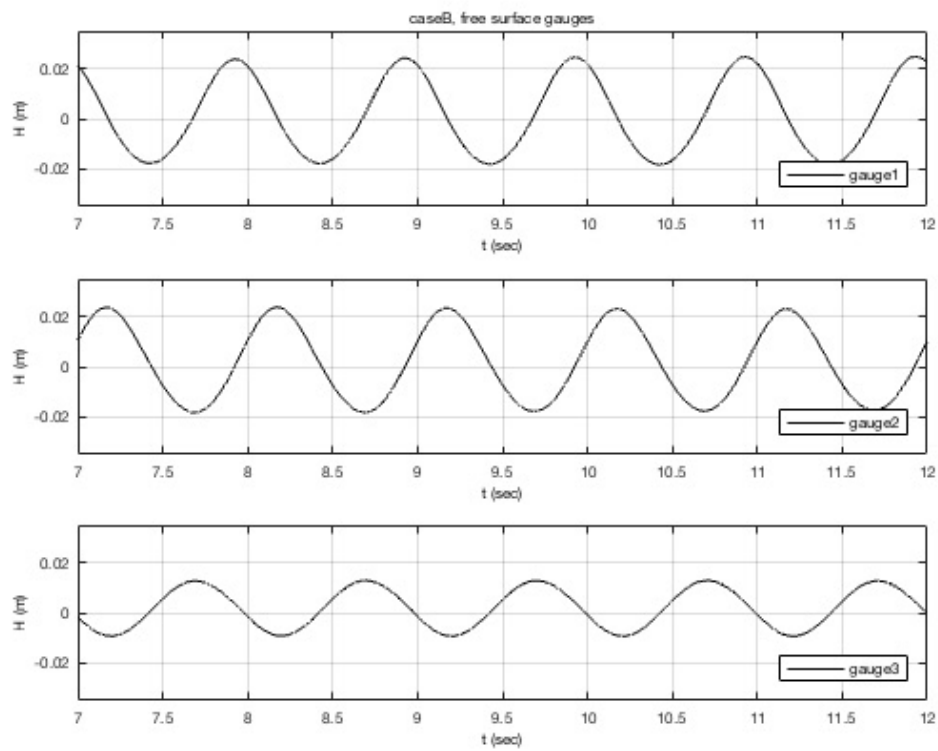 caseB, free surface gauges
0.02
0
-0.02
H (m)
gauge1
7 7.5 8 8.5 9 9.5 10 10.5 11 11.5 12
t (sec)
0.02
0
-0.02
H (m)
gauge2
7 7.5 8 8.5 9 9.5 10 10.5 11 11.5 12
t (sec)
0.02
0
-0.02
H (m)
gauge3
7 7.5 8 8.5 9 9.5 10 10.5 11 11.5 12
t (sec)